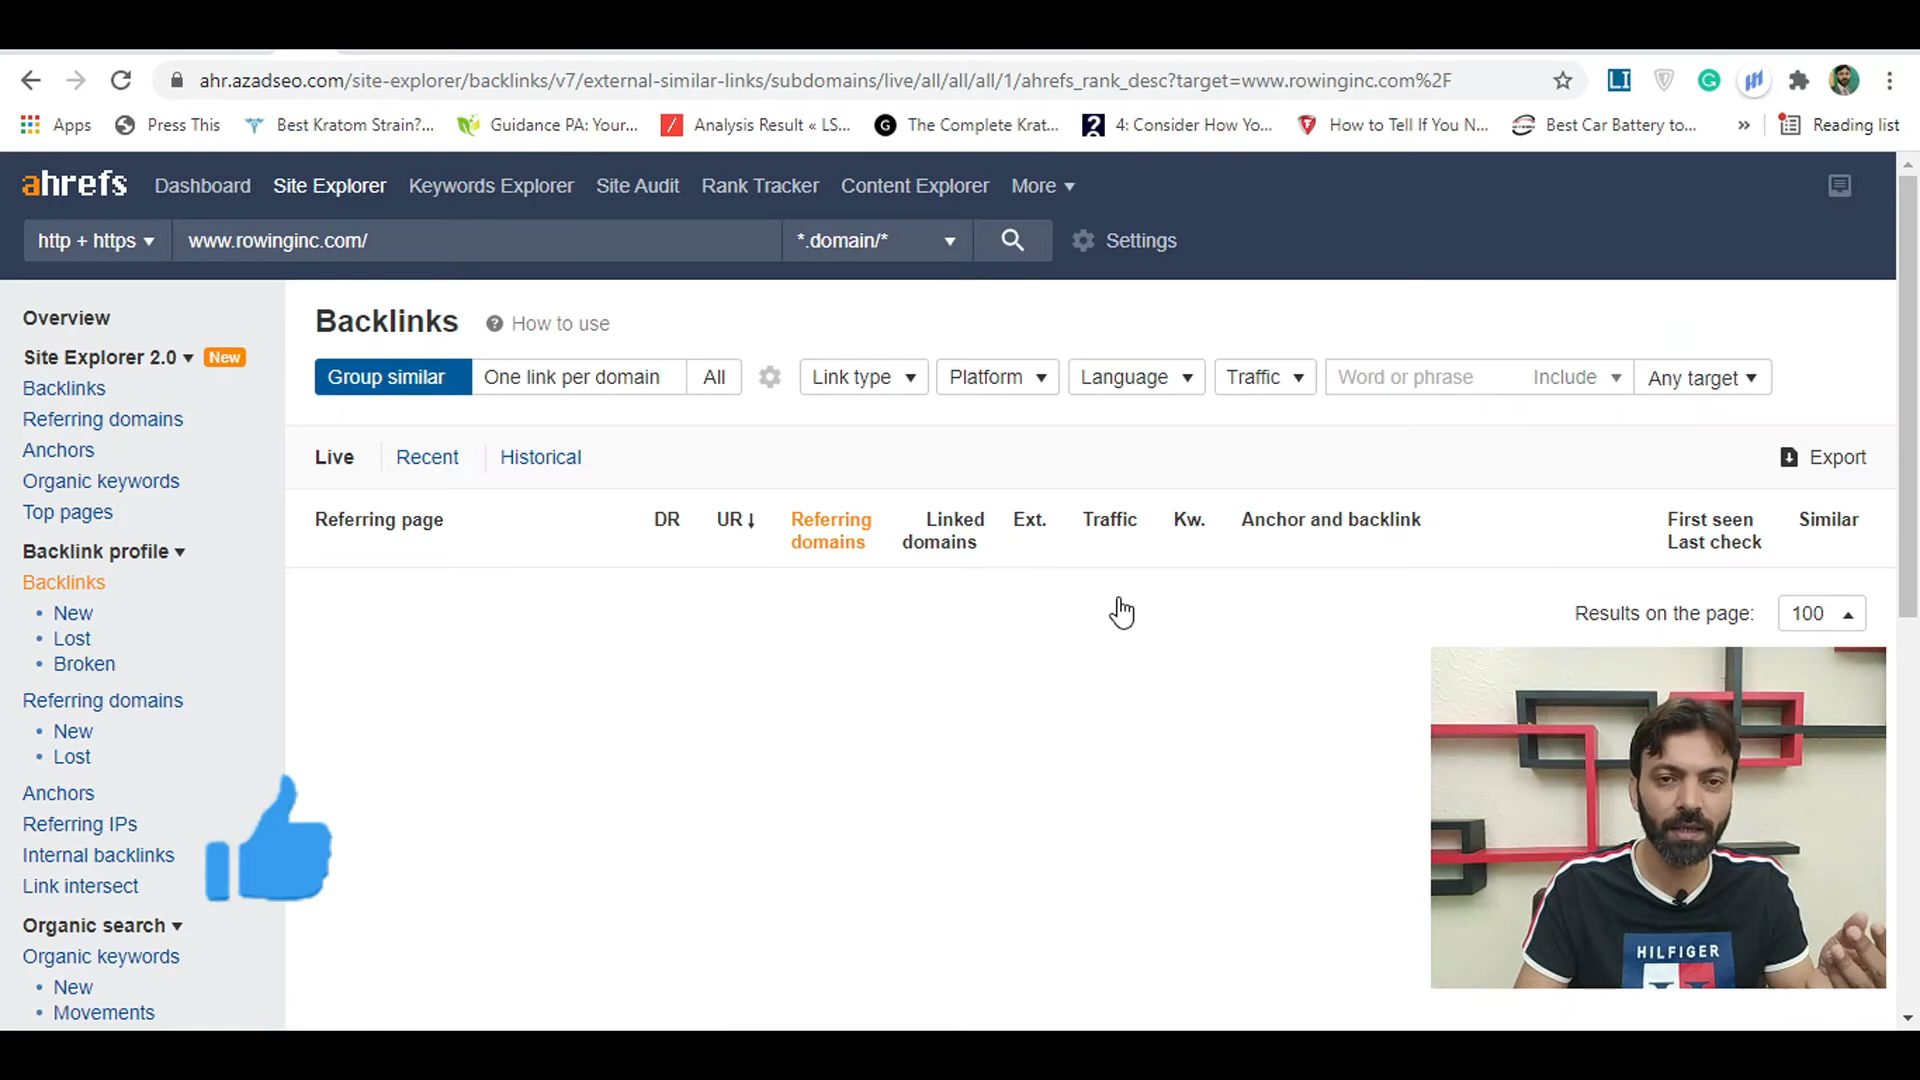 ahr.azadseo.com/site-explorer/backlinks/v7/external-similar-links/subdomains/live/all/all/all/1/ahrefs_rank_desc?target=www.rowinginc.com%2F
Apps Press This Best Kratom Strain?... Guidance PA: Your... Analysis Result « LS... The Complete Krat... 4: Consider How Yo... How to Tell If You N... Best Car Battery to... » Reading list
ahrefs Dashboard Site Explorer Keywords Explorer Site Audit Rank Tracker Content Explorer More
http + https www.rowinginc.com/ *.domain/* Settings
Overview
Site Explorer 2.0 New
Backlinks
Referring domains
Anchors
Organic keywords
Top pages
Backlink profile
Backlinks
• New
• Lost
• Broken
Referring domains
• New
• Lost
Anchors
Referring IPs
Internal backlinks
Link intersect
Organic search
Organic keywords
• New
• Movements
Backlinks ? How to use
Group similar One link per domain All Link type Platform Language Traffic Word or phrase Include Any target
Live Recent Historical Export
Referring page DR UR↓ Referring domains Linked domains Ext. Traffic Kw. Anchor and backlink First seen Last check Similar
Results on the page: 100
HILFIGER